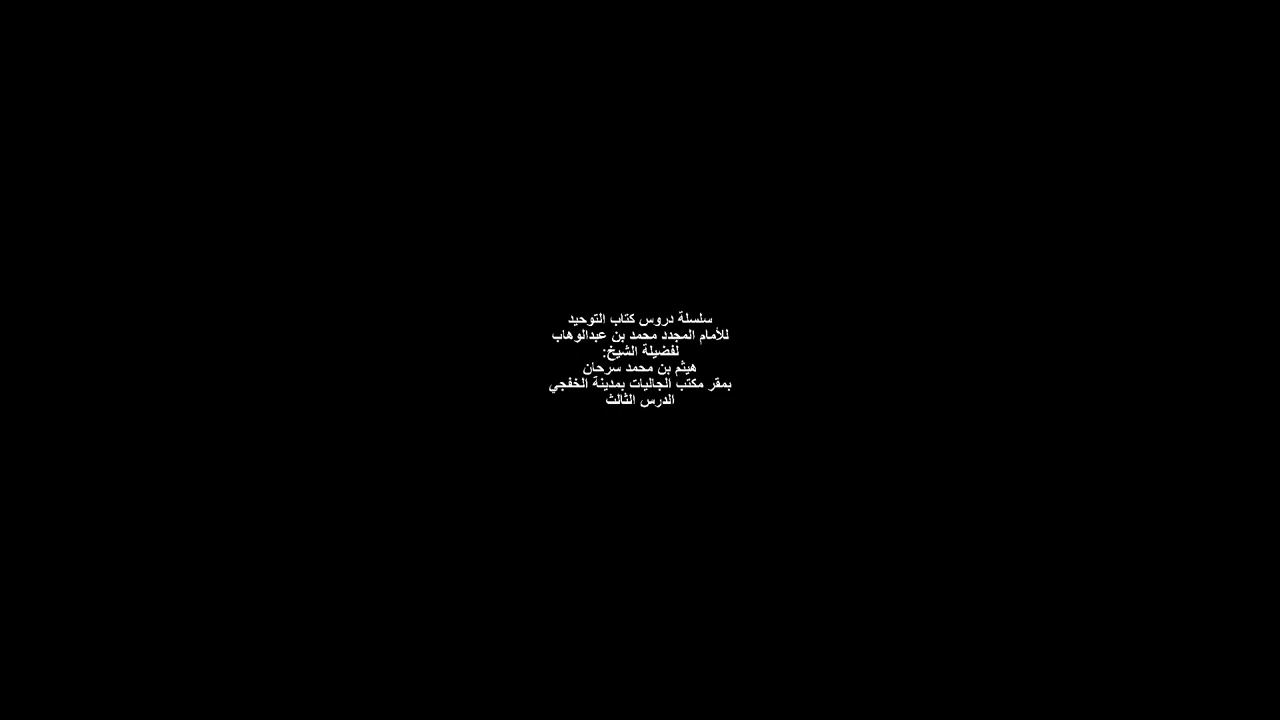 سلسلة دروس كتاب التوحيد
للأمام المجدد محمد بن عبدالوهاب
لفضيلة الشيخ:
هيثم بن محمد سرحان
بمقر مكتب الجاليات بمدينة الخفجي
الدرس الثالث